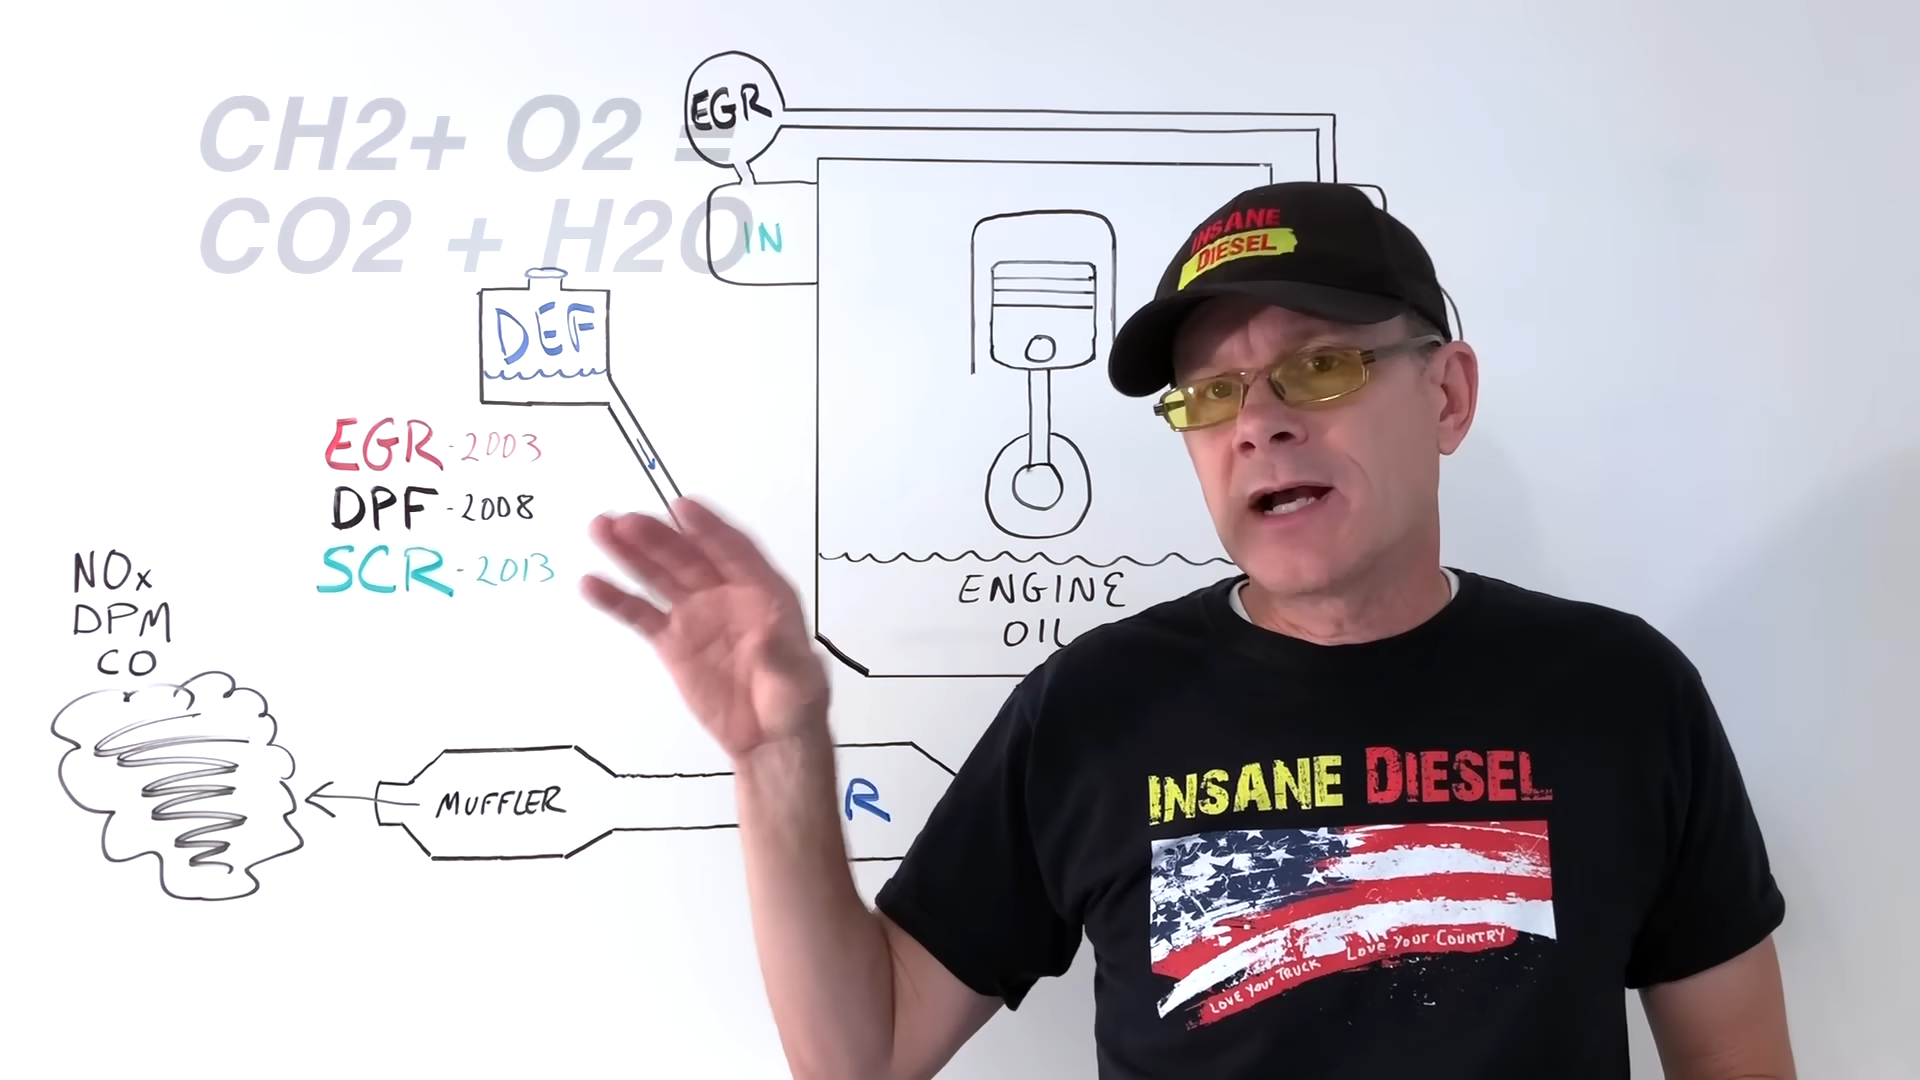 CH2+ O2 =
CO2 + H2O
EGR
IN
DEF
EGR - 2003
DPF - 2008
SCR - 2013
NOx
DPM
CO
MUFFLER
R
ENGINE
OIL
INSANE
DIESEL
INSANE DIESEL
LOVE YOUR TRUCK LOVE YOUR COUNTRY